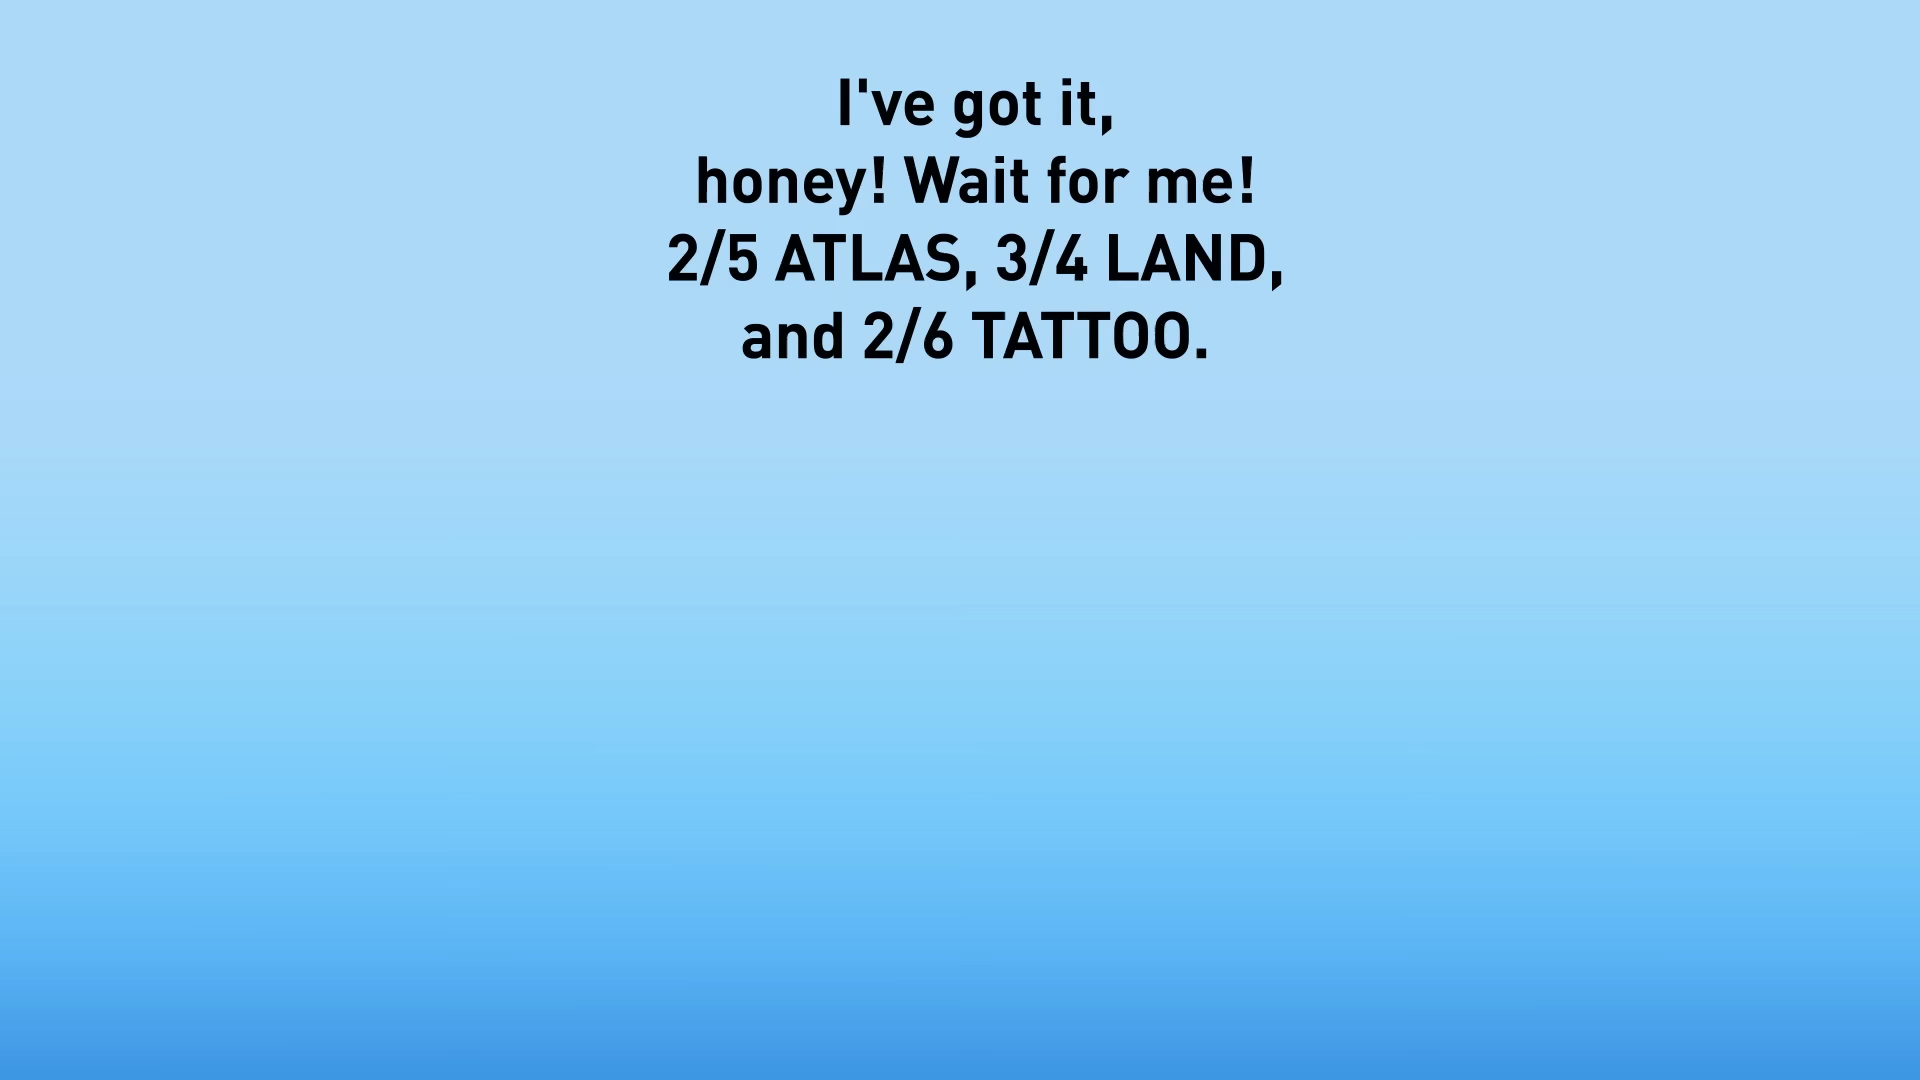 I've got it,
honey! Wait for me!
2/5 ATLAS, 3/4 LAND,
and 2/6 TATTOO.